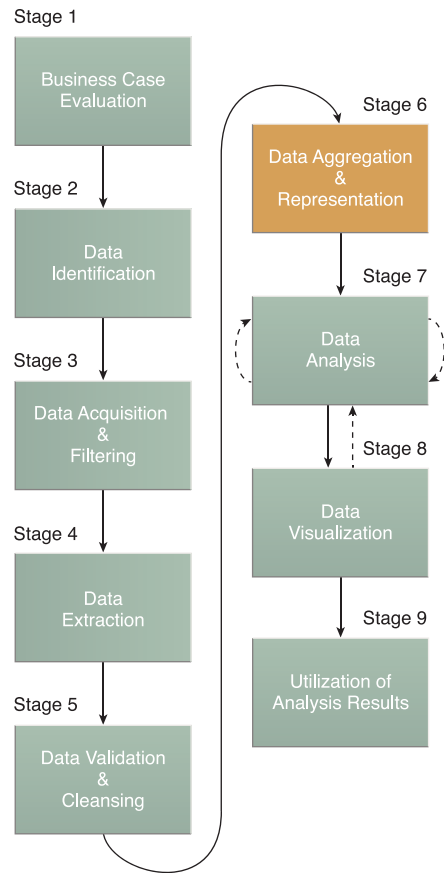 Stage 1
Business Case
Evaluation
Stage 2
Data
Identification
Stage 3
Data Acquisition
&
Filtering
Stage 4
Data
Extraction
Stage 5
Data Validation
&
Cleansing
Stage 6
Data Aggregation
&
Representation
Stage 7
Data
Analysis
Stage 8
Data
Visualization
Stage 9
Utilization of
Analysis Results